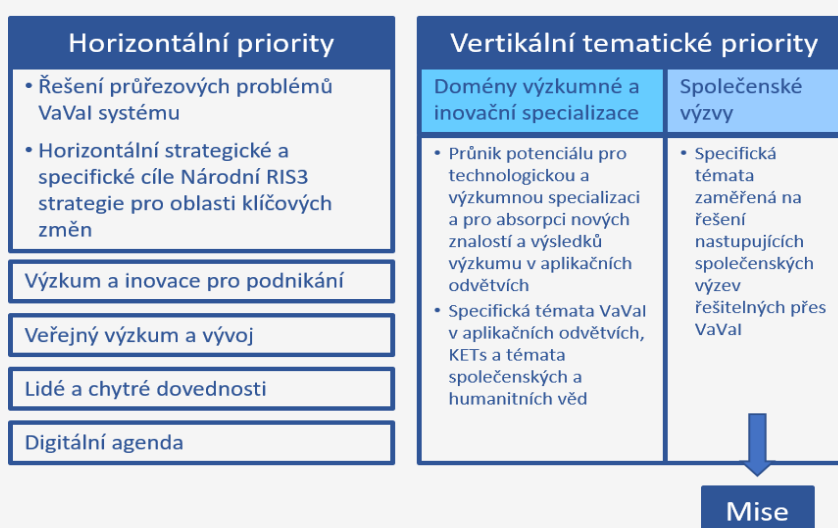 Horizontální priority
• Řešení průřezových problémů
VaVaI systému
• Horizontální strategické a
specifické cíle Národní RIS3
strategie pro oblasti klíčových
změn
Výzkum a inovace pro podnikání
Veřejný výzkum a vývoj
Lidé a chytré dovednosti
Digitální agenda
Vertikální tematické priority
Domény výzkumné a
inovační specializace
• Průnik potenciálu pro
technologickou a
výzkumnou specializaci
a pro absorpci nových
znalostí a výsledků
výzkumu v aplikačních
odvětvích
• Specifická témata VaVaI
v aplikačních odvětvích,
KETs a témata
společenských a
humanitních věd
Společenské
výzvy
• Specifická
témata
zaměřená na
řešení
nastupujících
společenských
výzev
řešitelných přes
VaVaI
Mise